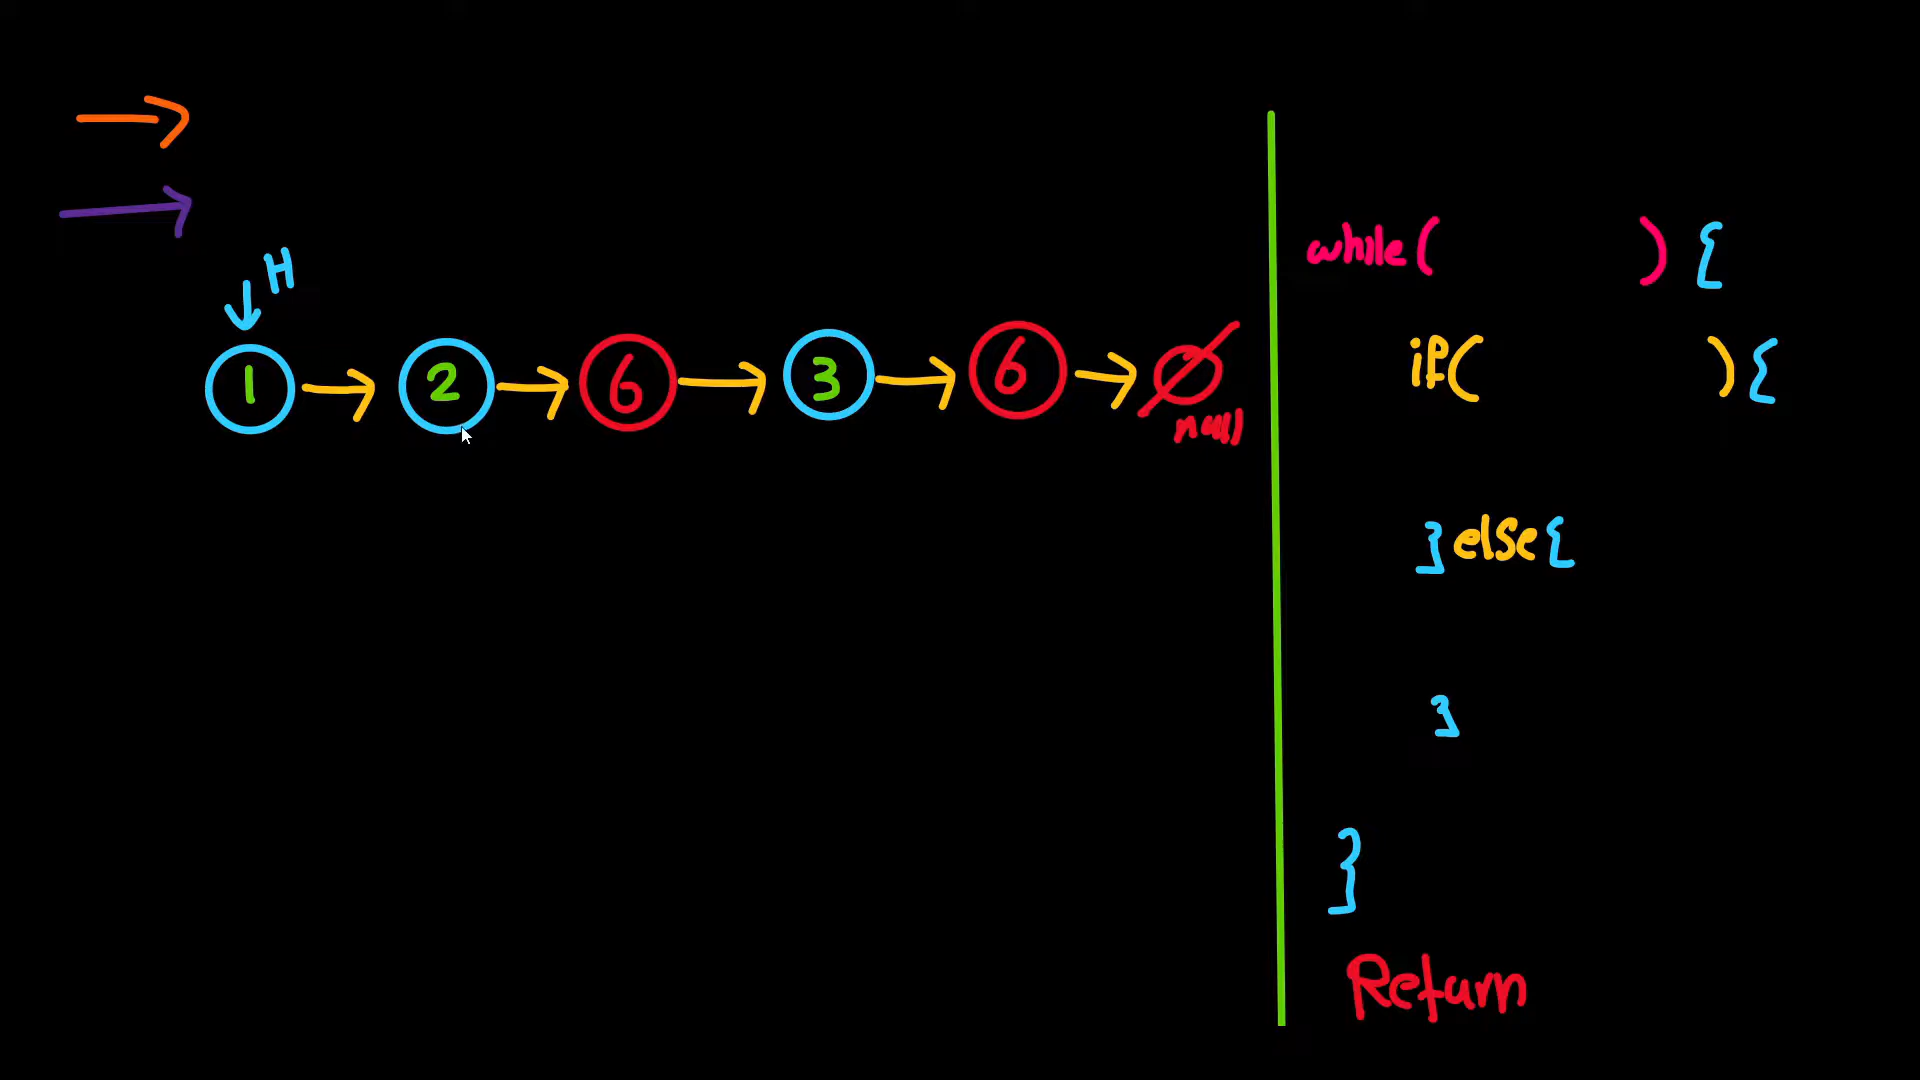 H
1 2 6 3 6
null
while( ) {
if( ) {
} else {
}
}
Return